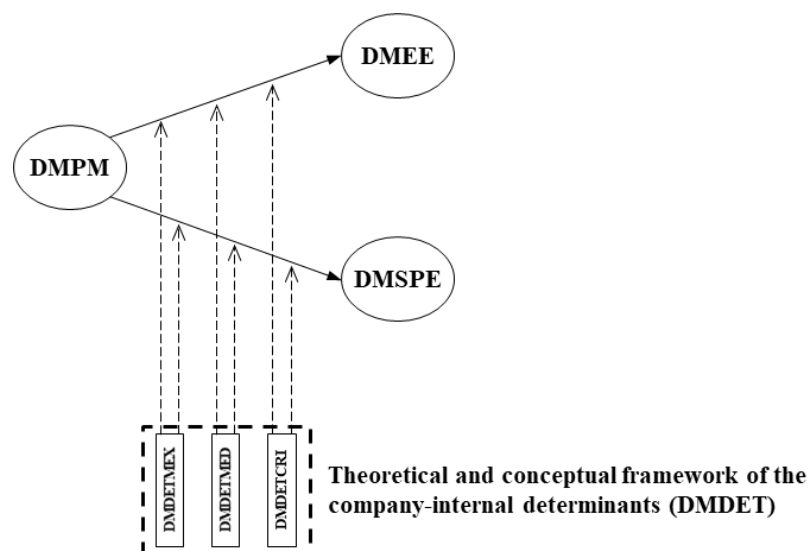 DMEE
DMPM
DMSPE
DMDETMEX
DMDETMED
DMDETCRI
Theoretical and conceptual framework of the
company-internal determinants (DMDET)